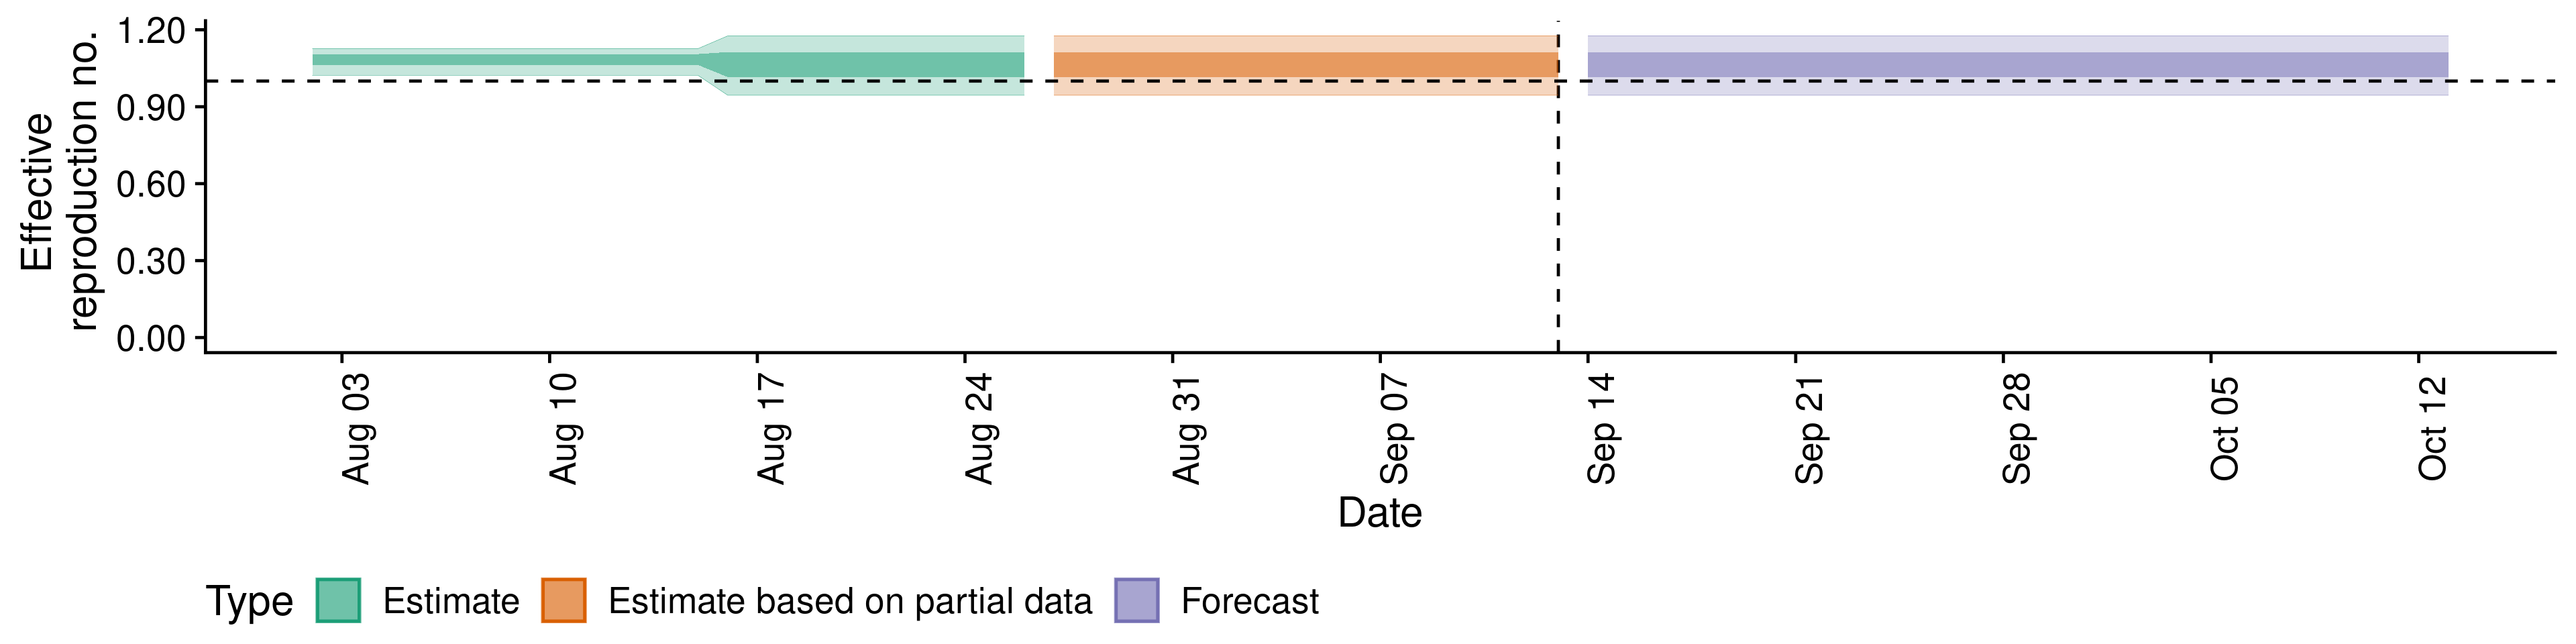 Effective
reproduction no.
1.20
0.90
0.60
0.30
0.00
Aug 03
Aug 10
Aug 17
Aug 24
Aug 31
Sep 07
Sep 14
Sep 21
Sep 28
Oct 05
Oct 12
Date
Type Estimate Estimate based on partial data Forecast